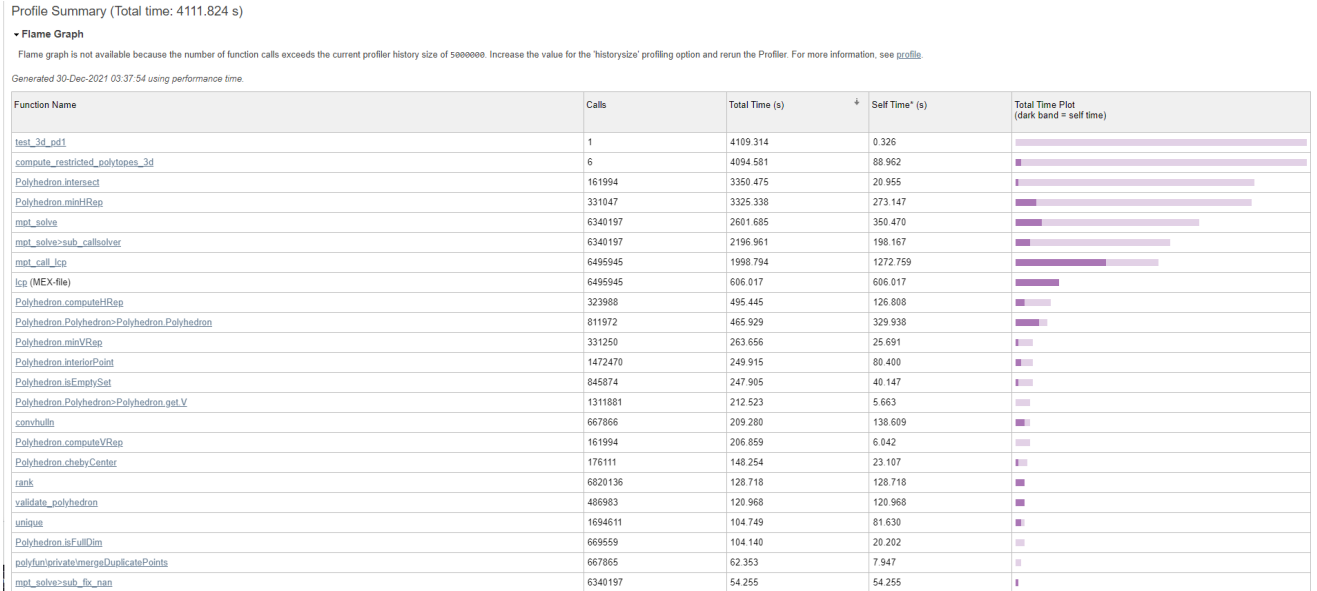 Profile Summary (Total time: 4111.824 s)
Flame Graph
Flame graph is not available because the number of function calls exceeds the current profiler history size of 5000000. Increase the value for the 'historysize' profiling option and rerun the Profiler. For more information, see profile.
Generated 30-Dec-2021 03:37:54 using performance time.
Function Name Calls Total Time (s) Self Time* (s) Total Time Plot
(dark band = self time)
test_3d_pd1 1 4109.314 0.326
compute_restricted_polytopes_3d 6 4094.581 88.962
Polyhedron.intersect 161994 3350.475 20.955
Polyhedron.minHRep 331047 3325.338 273.147
mpt_solve 6340197 2601.685 350.470
mpt_solve>sub_callsolver 6340197 2196.961 198.167
mpt_call_lcp 6495945 1998.794 1272.759
lcp (MEX-file) 6495945 606.017 606.017
Polyhedron.computeHRep 323988 495.445 126.808
Polyhedron.Polyhedron>Polyhedron.Polyhedron 811972 465.929 329.938
Polyhedron.minVRep 331250 263.656 25.691
Polyhedron.interiorPoint 1472470 249.915 80.400
Polyhedron.isEmptySet 845874 247.905 40.147
Polyhedron.Polyhedron>Polyhedron.get.V 1311881 212.523 5.663
convhulln 667866 209.280 138.609
Polyhedron.computeVRep 161994 206.859 6.042
Polyhedron.chebyCenter 176111 148.254 23.107
rank 6820136 128.718 128.718
validate_polyhedron 486983 120.968 120.968
unique 1694611 104.749 81.630
Polyhedron.isFullDim 669559 104.140 20.202
polyfun\private\mergeDuplicatePoints 667865 62.353 7.947
mpt_solve>sub_fix_nan 6340197 54.255 54.255